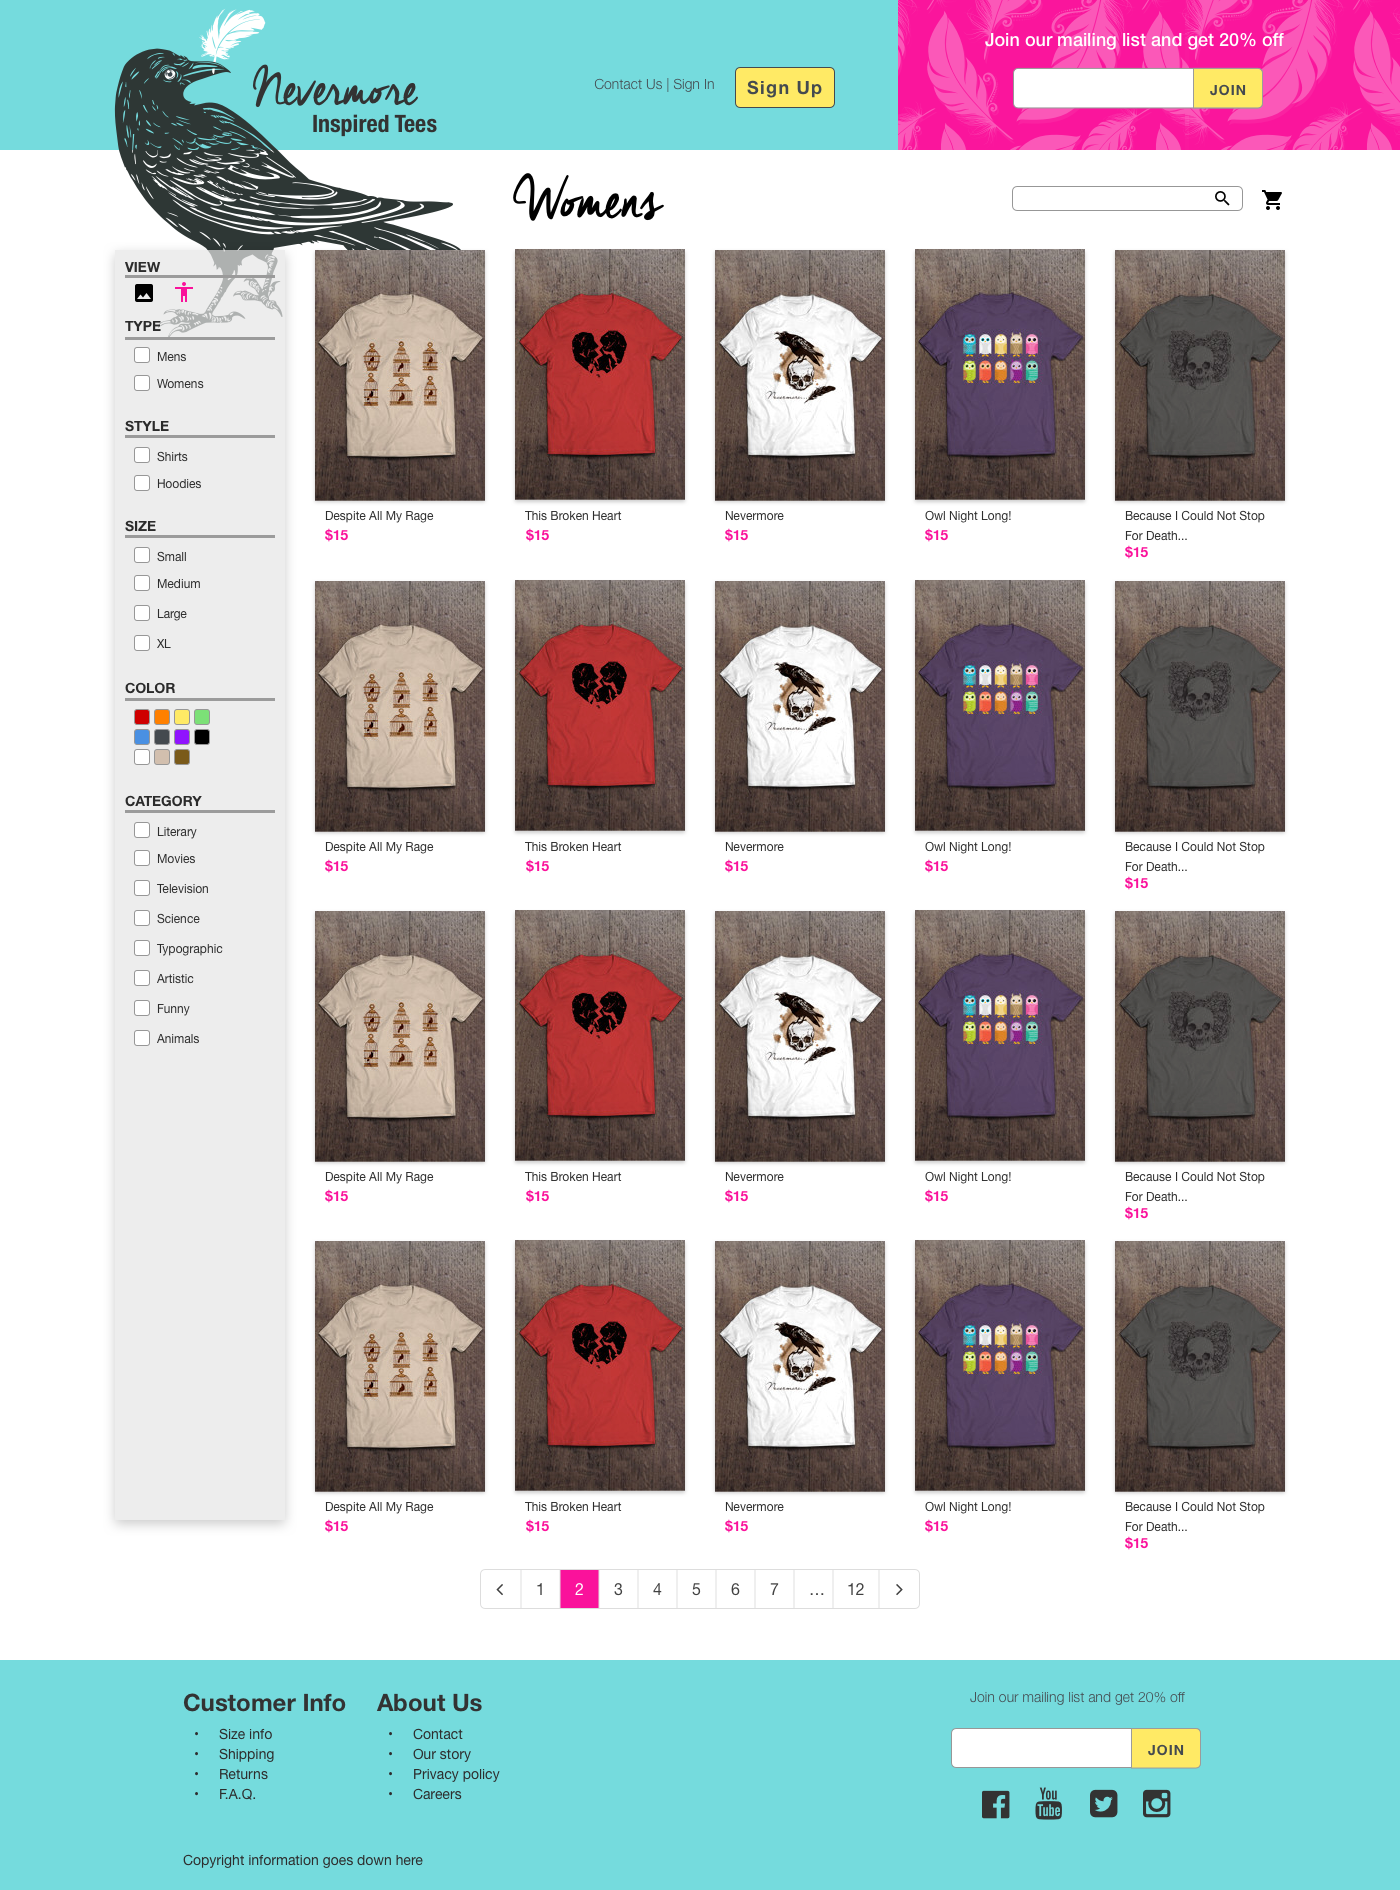 Nevermore
Inspired Tees
Contact Us | Sign In
Sign Up
Join our mailing list and get 20% off
JOIN
Womens
VIEW
TYPE
Mens
Womens
STYLE
Shirts
Hoodies
SIZE
Small
Medium
Large
XL
COLOR
CATEGORY
Literary
Movies
Television
Science
Typographic
Artistic
Funny
Animals
Nevermore...
Despite All My Rage
$15
This Broken Heart
$15
Nevermore
$15
Owl Night Long!
$15
Because I Could Not Stop
For Death...
$15
Nevermore...
Despite All My Rage
$15
This Broken Heart
$15
Nevermore
$15
Owl Night Long!
$15
Because I Could Not Stop
For Death...
$15
Nevermore...
Despite All My Rage
$15
This Broken Heart
$15
Nevermore
$15
Owl Night Long!
$15
Because I Could Not Stop
For Death...
$15
Nevermore...
Despite All My Rage
$15
This Broken Heart
$15
Nevermore
$15
Owl Night Long!
$15
Because I Could Not Stop
For Death...
$15
1 2 3 4 5 6 7 ... 12
Customer Info
• Size info
• Shipping
• Returns
• F.A.Q.
About Us
• Contact
• Our story
• Privacy policy
• Careers
Join our mailing list and get 20% off
JOIN
You
Tube
Copyright information goes down here